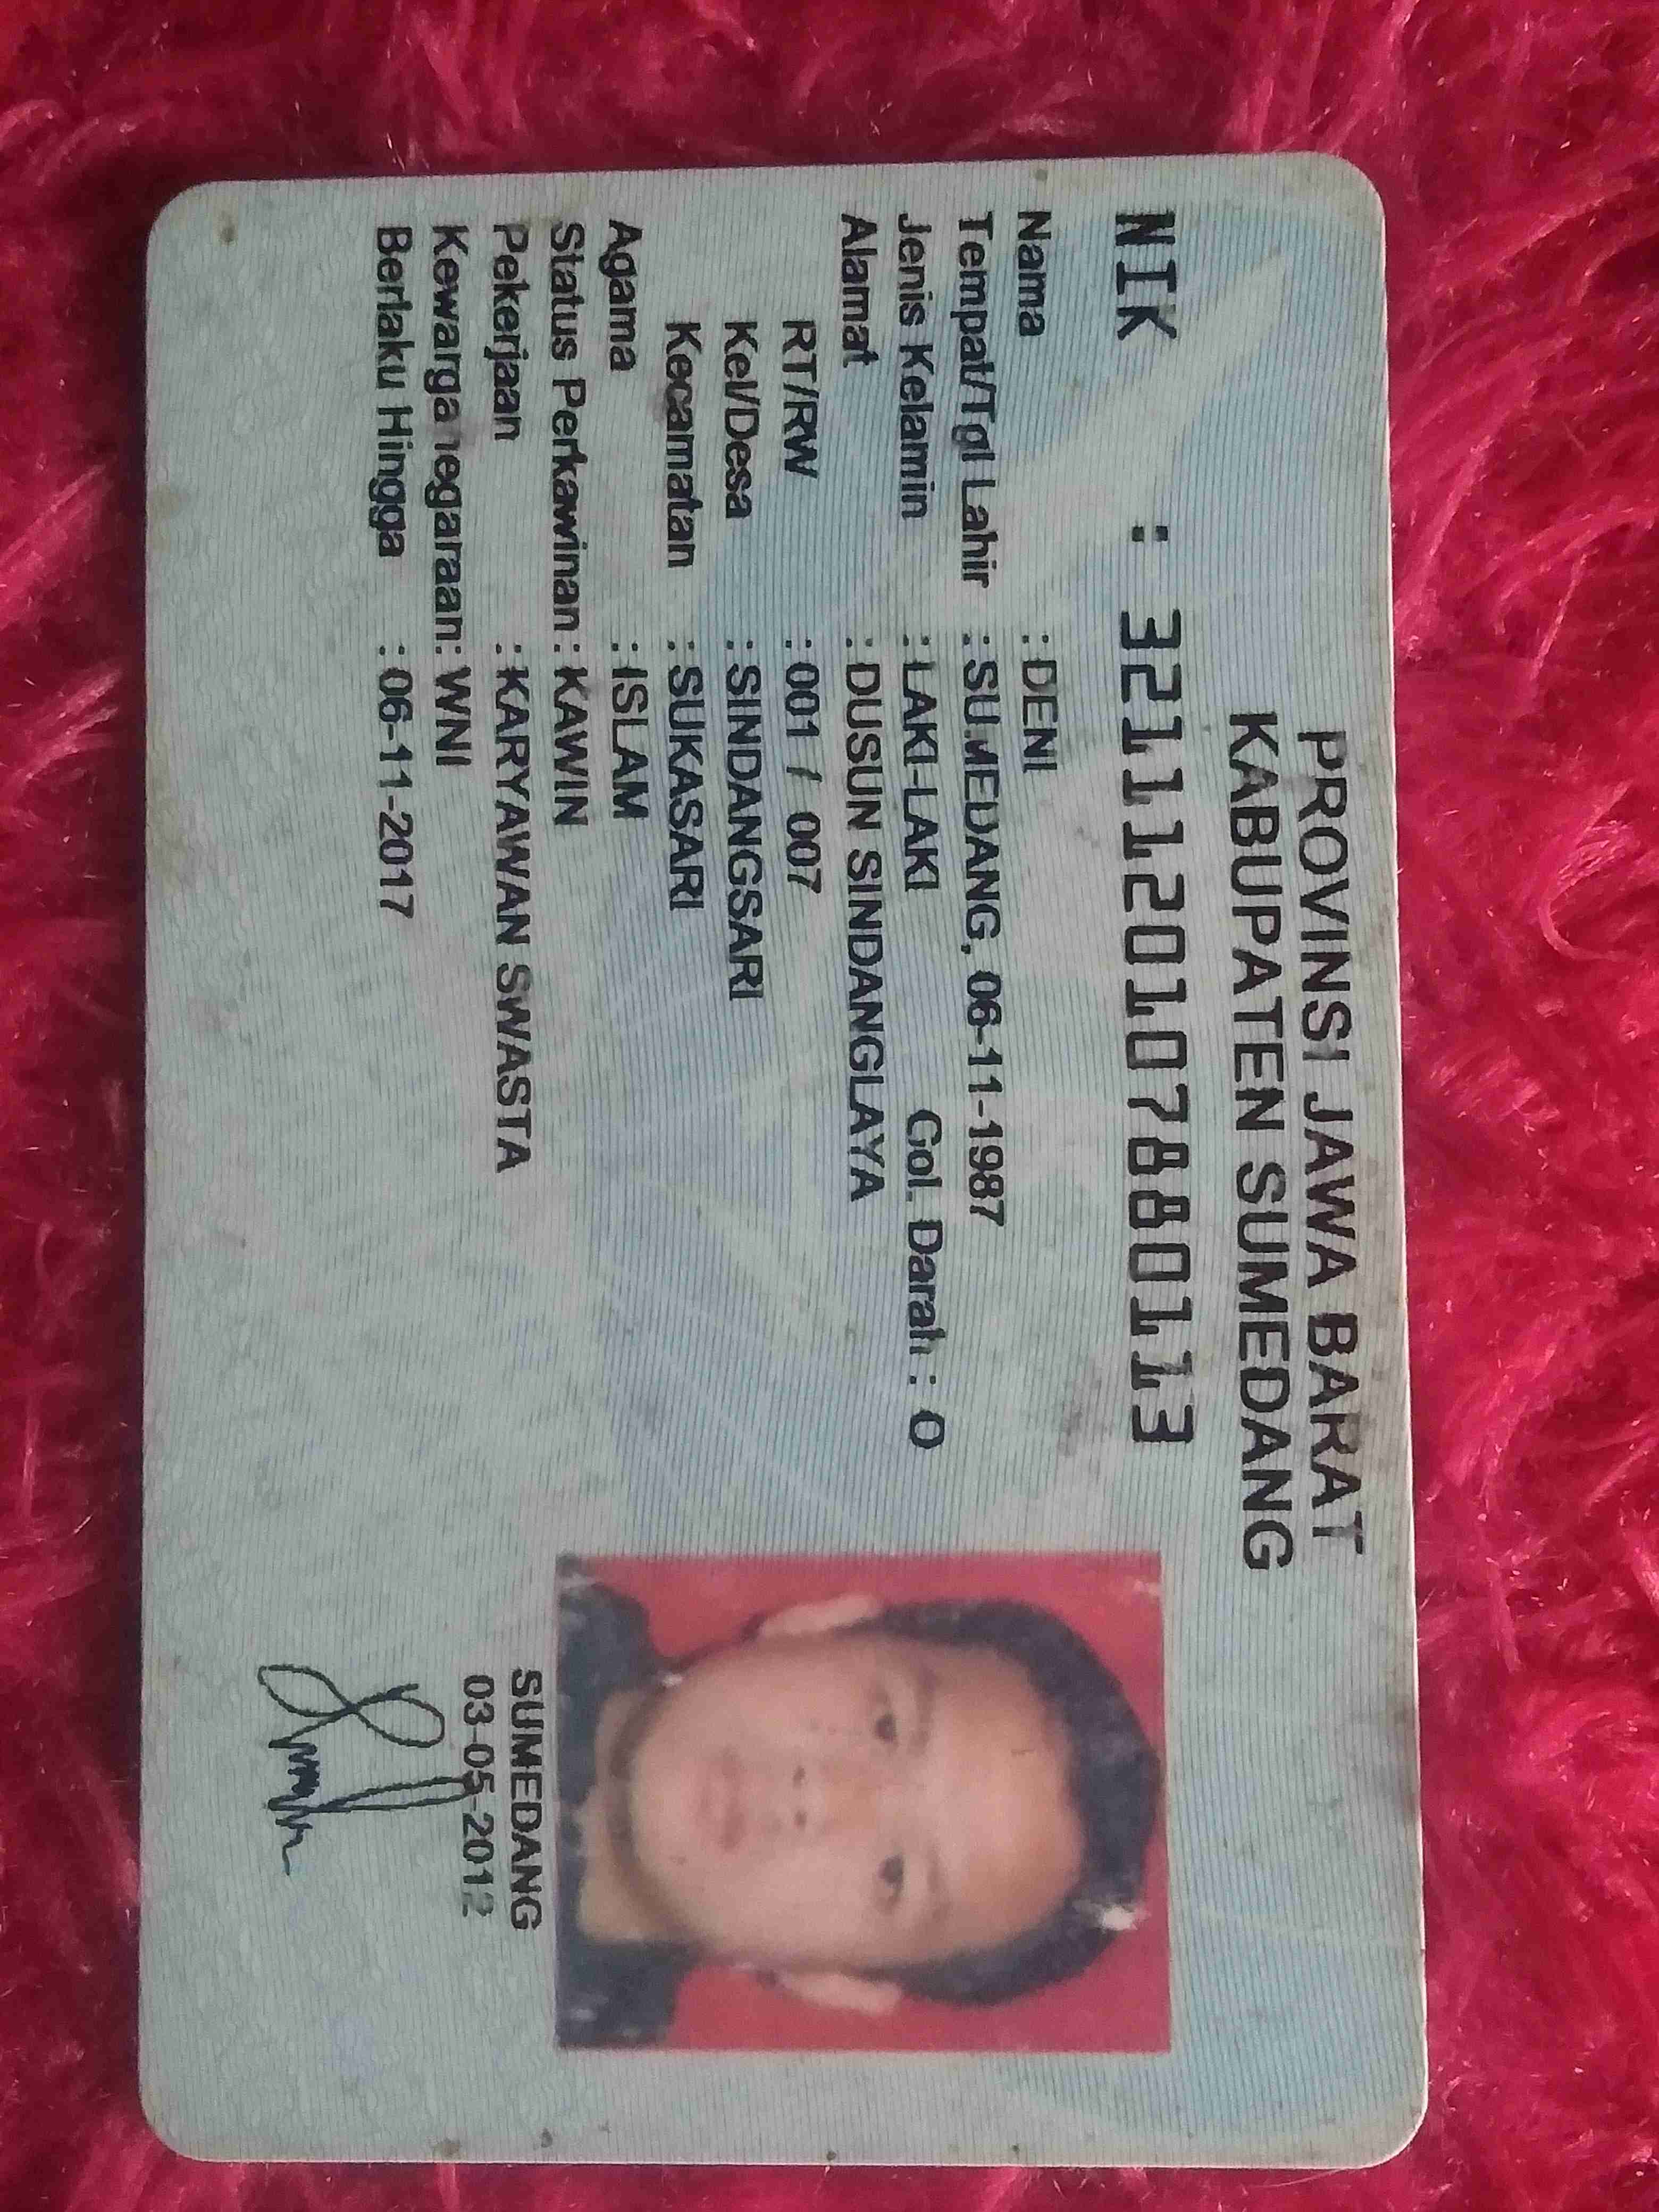 PROVINSI JAWA BARAT
KABUPATEN SUMEDANG
NIK : 3211120107880113
Nama : DENI
Tempat/Tgl Lahir : SUMEDANG, 06-11-1987
Jenis Kelamin : LAKI-LAKI Gol. Darah : O
Alamat : DUSUN SINDANGLAYA
RT/RW : 001 / 007
Kel/Desa : SINDANGSARI
Kecamatan : SUKASARI
Agama : ISLAM
Status Perkawinan : KAWIN
Pekerjaan : KARYAWAN SWASTA
Kewarganegaraan : WNI
Berlaku Hingga : 06-11-2017
SUMEDANG
03-05-2012